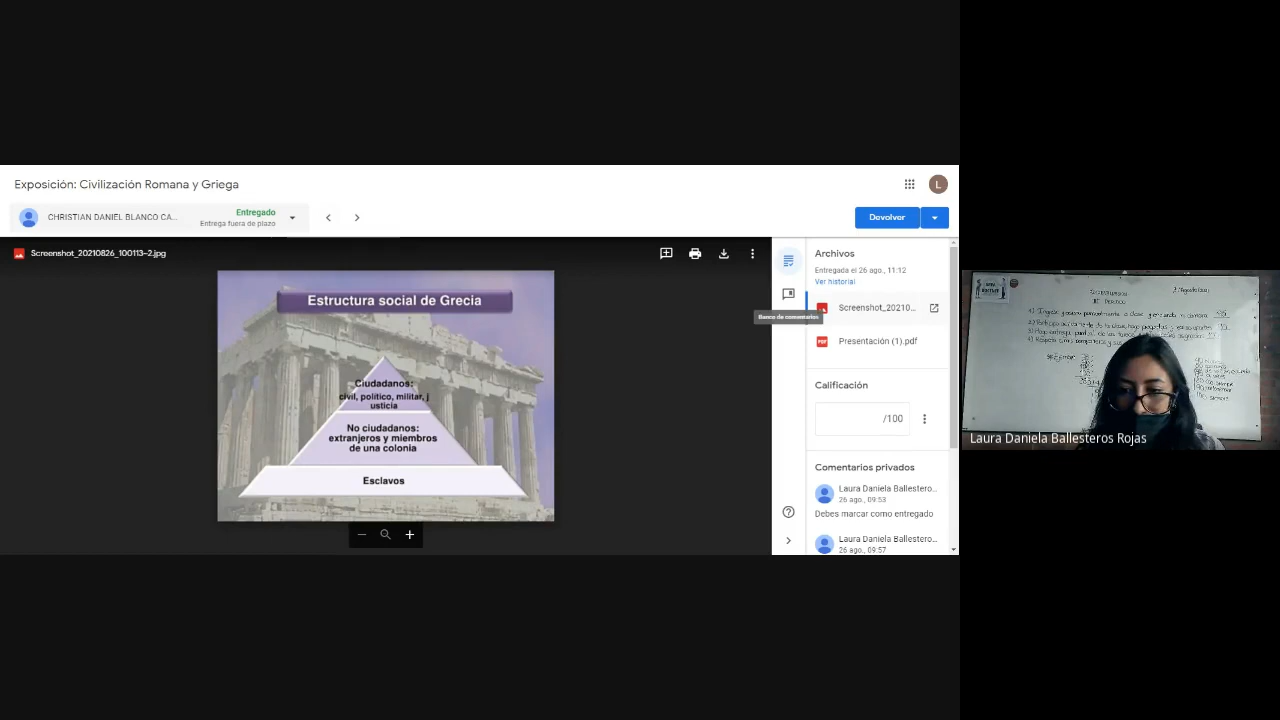 Exposición: Civilización Romana y Griega
L
CHRISTIAN DANIEL BLANCO CA...
Entregado
Entrega fuera de plazo
Devolver
Screenshot_20210826_100113~2.jpg
Estructura social de Grecia
Ciudadanos:
civil, político, militar, j
usticia
No ciudadanos:
extranjeros y miembros
de una colonia
Esclavos
Archivos
Entregada el 26 ago., 11:12
Ver historial
Banco de comentarios
Screenshot_20210...
Presentación (1).pdf
Calificación
/100
Comentarios privados
Laura Daniela Ballestero...
26 ago., 09:53
Debes marcar como entregado
Laura Daniela Ballestero...
26 ago., 09:57
Laura Daniela Ballesteros Rojas